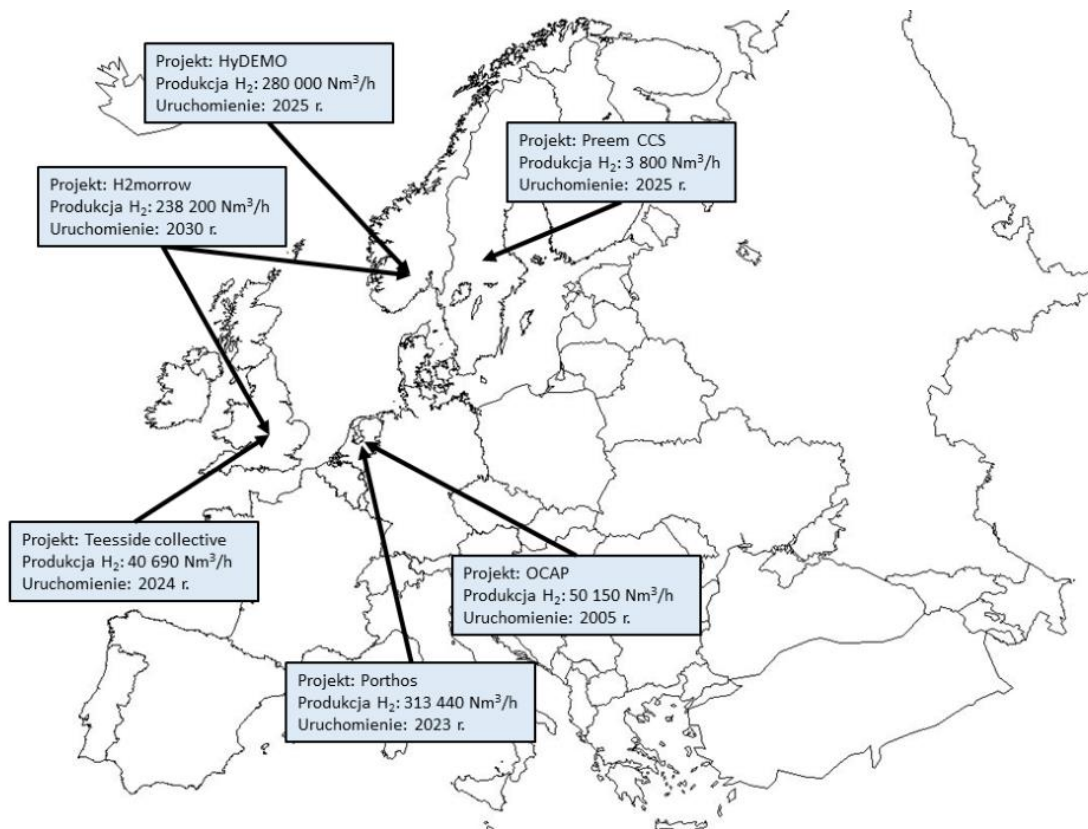 Projekt: HyDEMO
Produkcja H₂: 280 000 Nm³/h
Uruchomienie: 2025 r.
Projekt: Preem CCS
Produkcja H₂: 3 800 Nm³/h
Uruchomienie: 2025 r.
Projekt: H2morrow
Produkcja H₂: 238 200 Nm³/h
Uruchomienie: 2030 r.
Projekt: Teesside collective
Produkcja H₂: 40 690 Nm³/h
Uruchomienie: 2024 r.
Projekt: OCAP
Produkcja H₂: 50 150 Nm³/h
Uruchomienie: 2005 r.
Projekt: Porthos
Produkcja H₂: 313 440 Nm³/h
Uruchomienie: 2023 r.